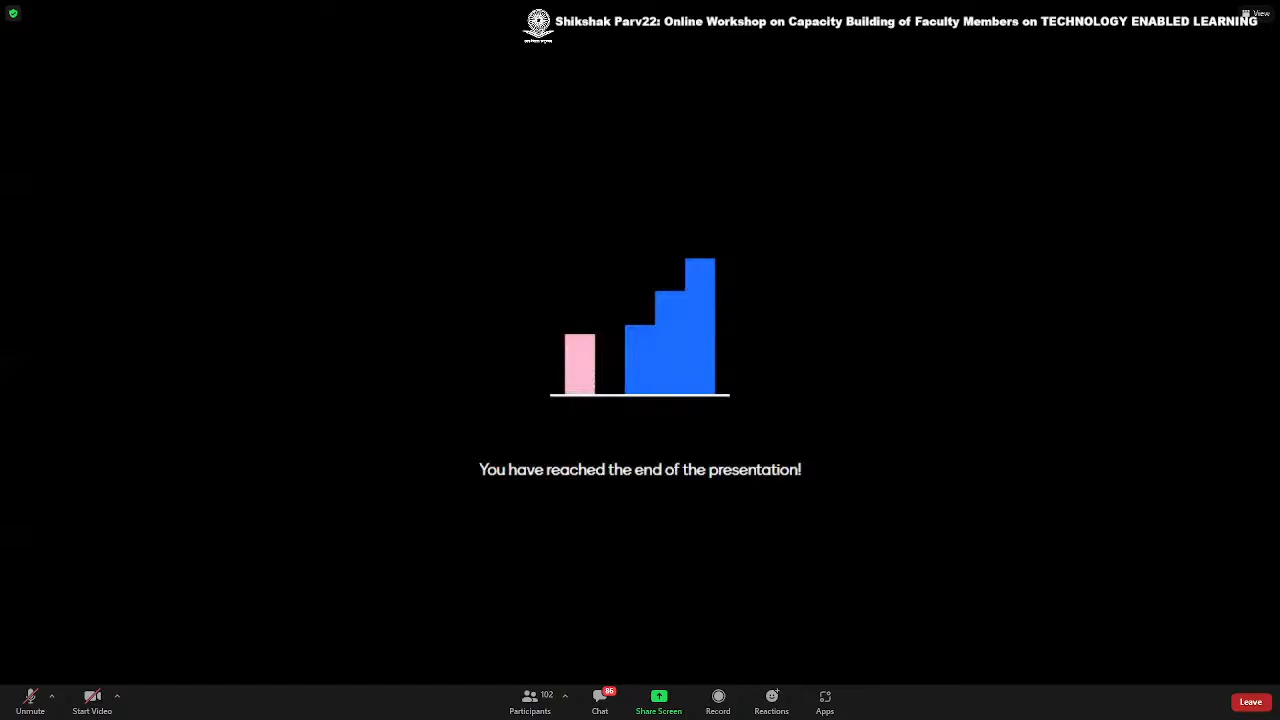 Shikshak Parv22: Online Workshop on Capacity Building of Faculty Members on TECHNOLOGY ENABLED LEARNING
View
You have reached the end of the presentation!
102
86
Unmute
Start Video
Participants
Chat
Share Screen
Record
Reactions
Apps
Leave